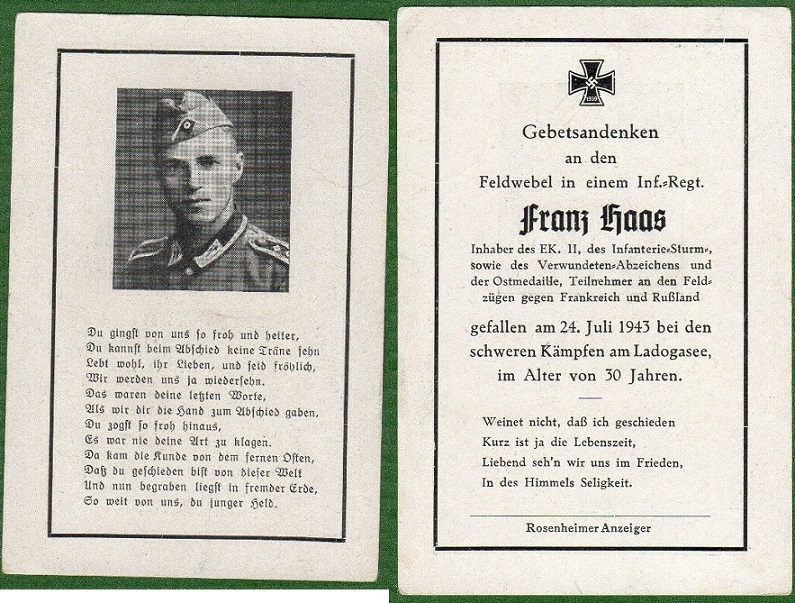 Du gingst von uns so froh und heiter,
Du kannst beim Abschied keine Träne sehn
Lebt wohl, ihr Lieben, und seid fröhlich,
Wir werden uns ja wiedersehn.
Das waren deine letzten Worte,
Als wir dir die Hand zum Abschied gaben.
Du zogst so froh hinaus,
Es war nie deine Art zu klagen.
Da kam die Kunde von dem fernen Osten,
Daß du geschieden bist von dieser Welt
Und nun begraben liegst in fremder Erde,
So weit von uns, du junger Held.
1939
Gebetsandenken
an den
Feldwebel in einem Inf.-Regt.
Franz Haas
Inhaber des EK. II, des Infanterie-Sturm-,
sowie des Verwundeten-Abzeichens und
der Ostmedaille, Teilnehmer an den Feld-
zügen gegen Frankreich und Rußland
gefallen am 24. Juli 1943 bei den
schweren Kämpfen am Ladogasee,
im Alter von 30 Jahren.
Weinet nicht, daß ich geschieden
Kurz ist ja die Lebenszeit,
Liebend seh'n wir uns im Frieden,
In des Himmels Seligkeit.
Rosenheimer Anzeiger